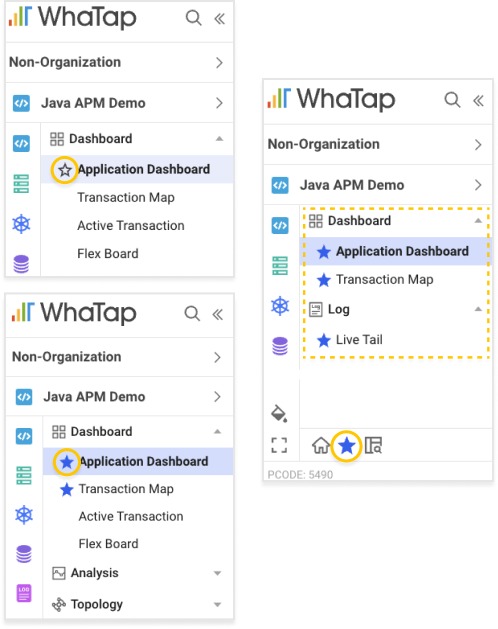 WhaTap
Non-Organization
Java APM Demo
Dashboard
Application Dashboard
Transaction Map
Active Transaction
Flex Board
WhaTap
Non-Organization
Java APM Demo
Dashboard
Application Dashboard
Transaction Map
Active Transaction
Flex Board
Analysis
LOG
Topology
WhaTap
Non-Organization
Java APM Demo
Dashboard
Application Dashboard
Transaction Map
Log
Live Tail
PCODE: 5490